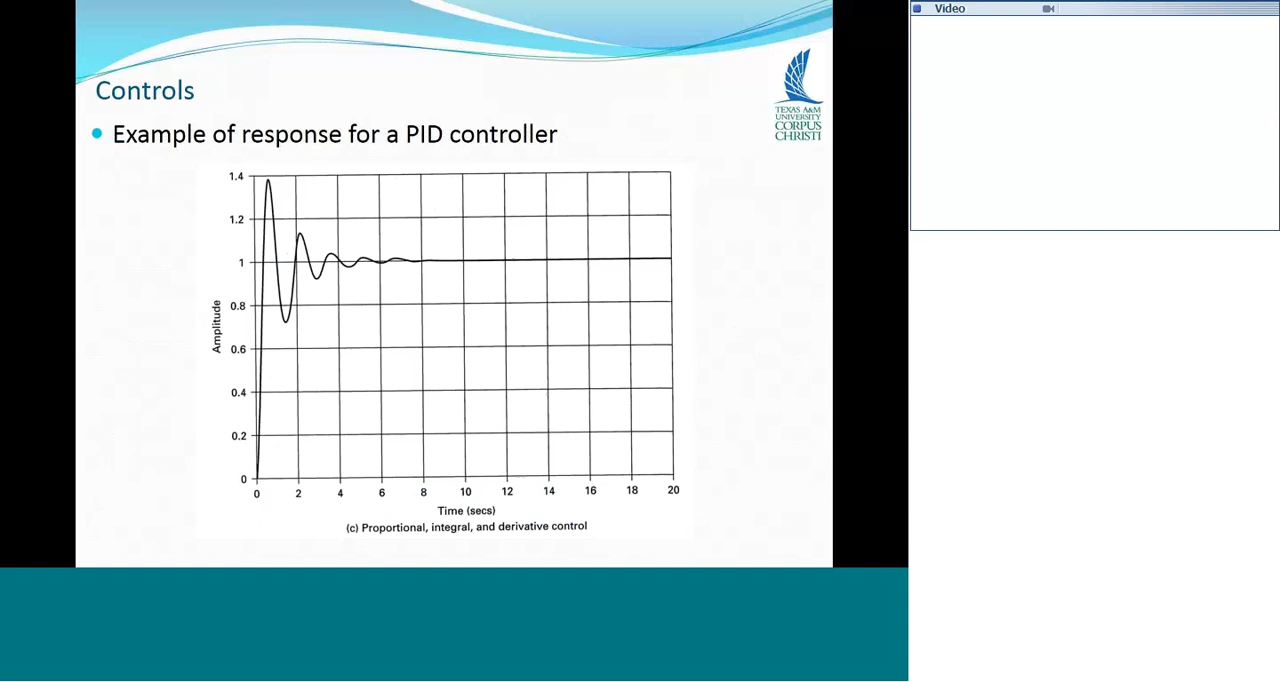 Video
Controls
TEXAS A&M
UNIVERSITY
CORPUS
CHRISTI
• Example of response for a PID controller
1.4
1.2
1
0.8
0.6
0.4
0.2
0
Amplitude
0 2 4 6 8 10 12 14 16 18 20
Time (secs)
(c) Proportional, integral, and derivative control